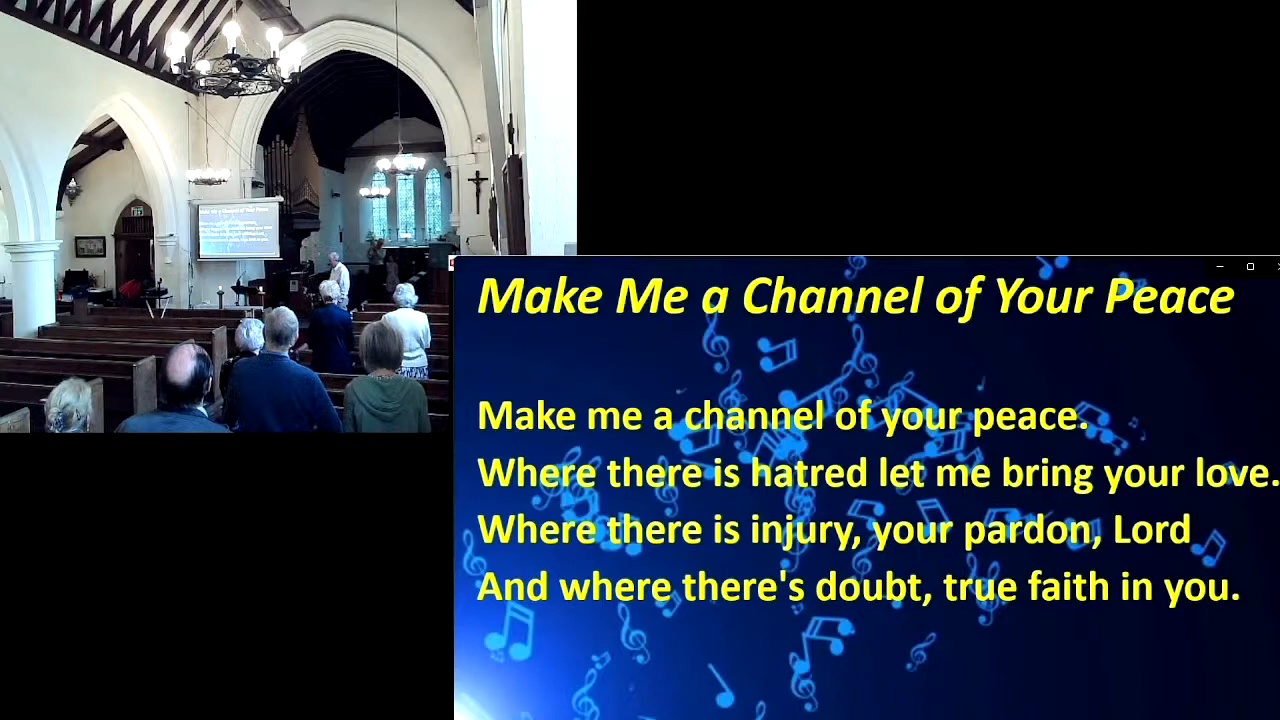 Make Me a Channel of Your Peace
Make me a channel of your peace.
Where there is hatred let me bring your love.
Where there is injury, your pardon, Lord
And where there's doubt, true faith in you.